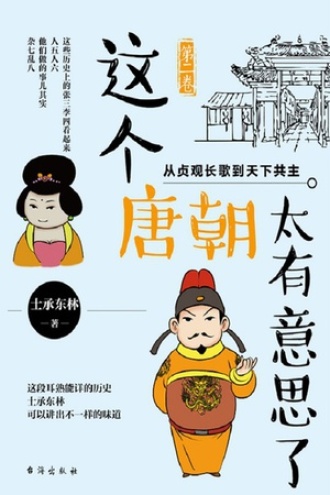 这个
唐朝
太有意思了
第二卷
从贞观长歌到天下共主
这些历史上的张三李四看起来
人五人六
他们做的事儿其实
杂七乱八
士承东林
著
这段耳熟能详的历史
士承东林
可以讲出不一样的味道
台海出版社